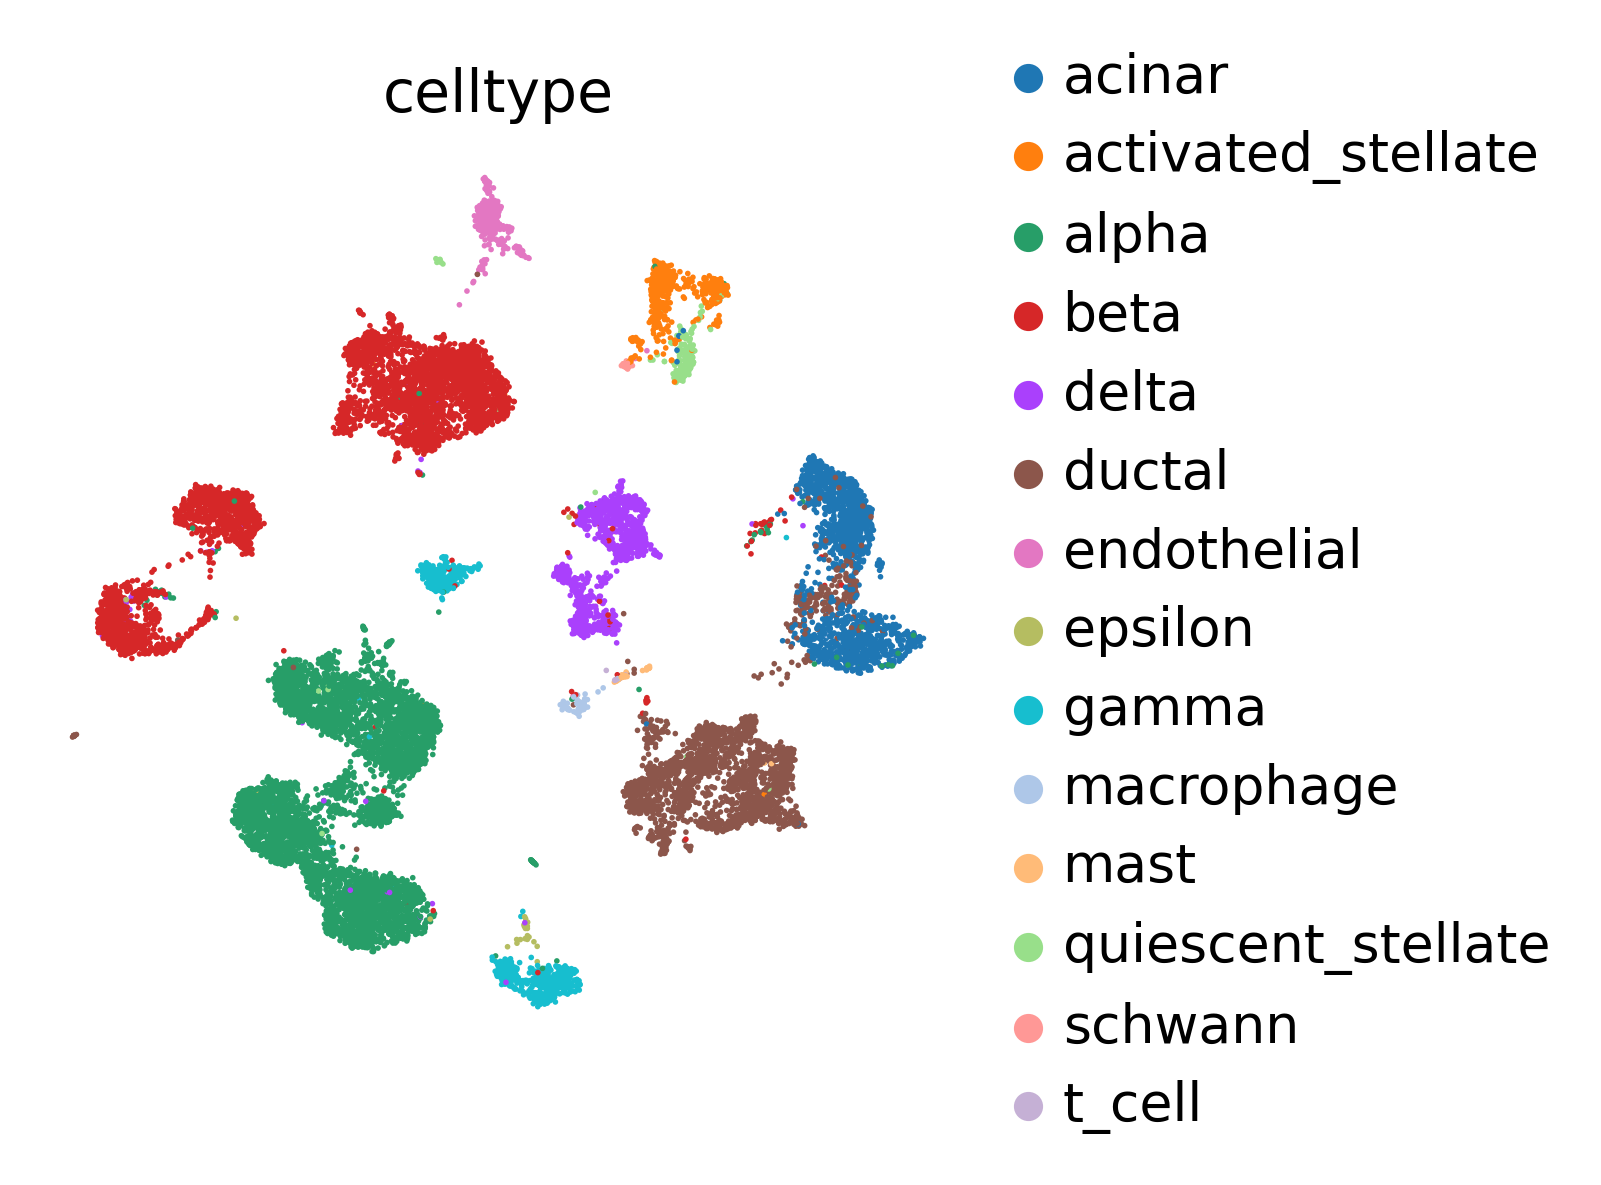 celltype
acinar
activated_stellate
alpha
beta
delta
ductal
endothelial
epsilon
gamma
macrophage
mast
quiescent_stellate
schwann
t_cell